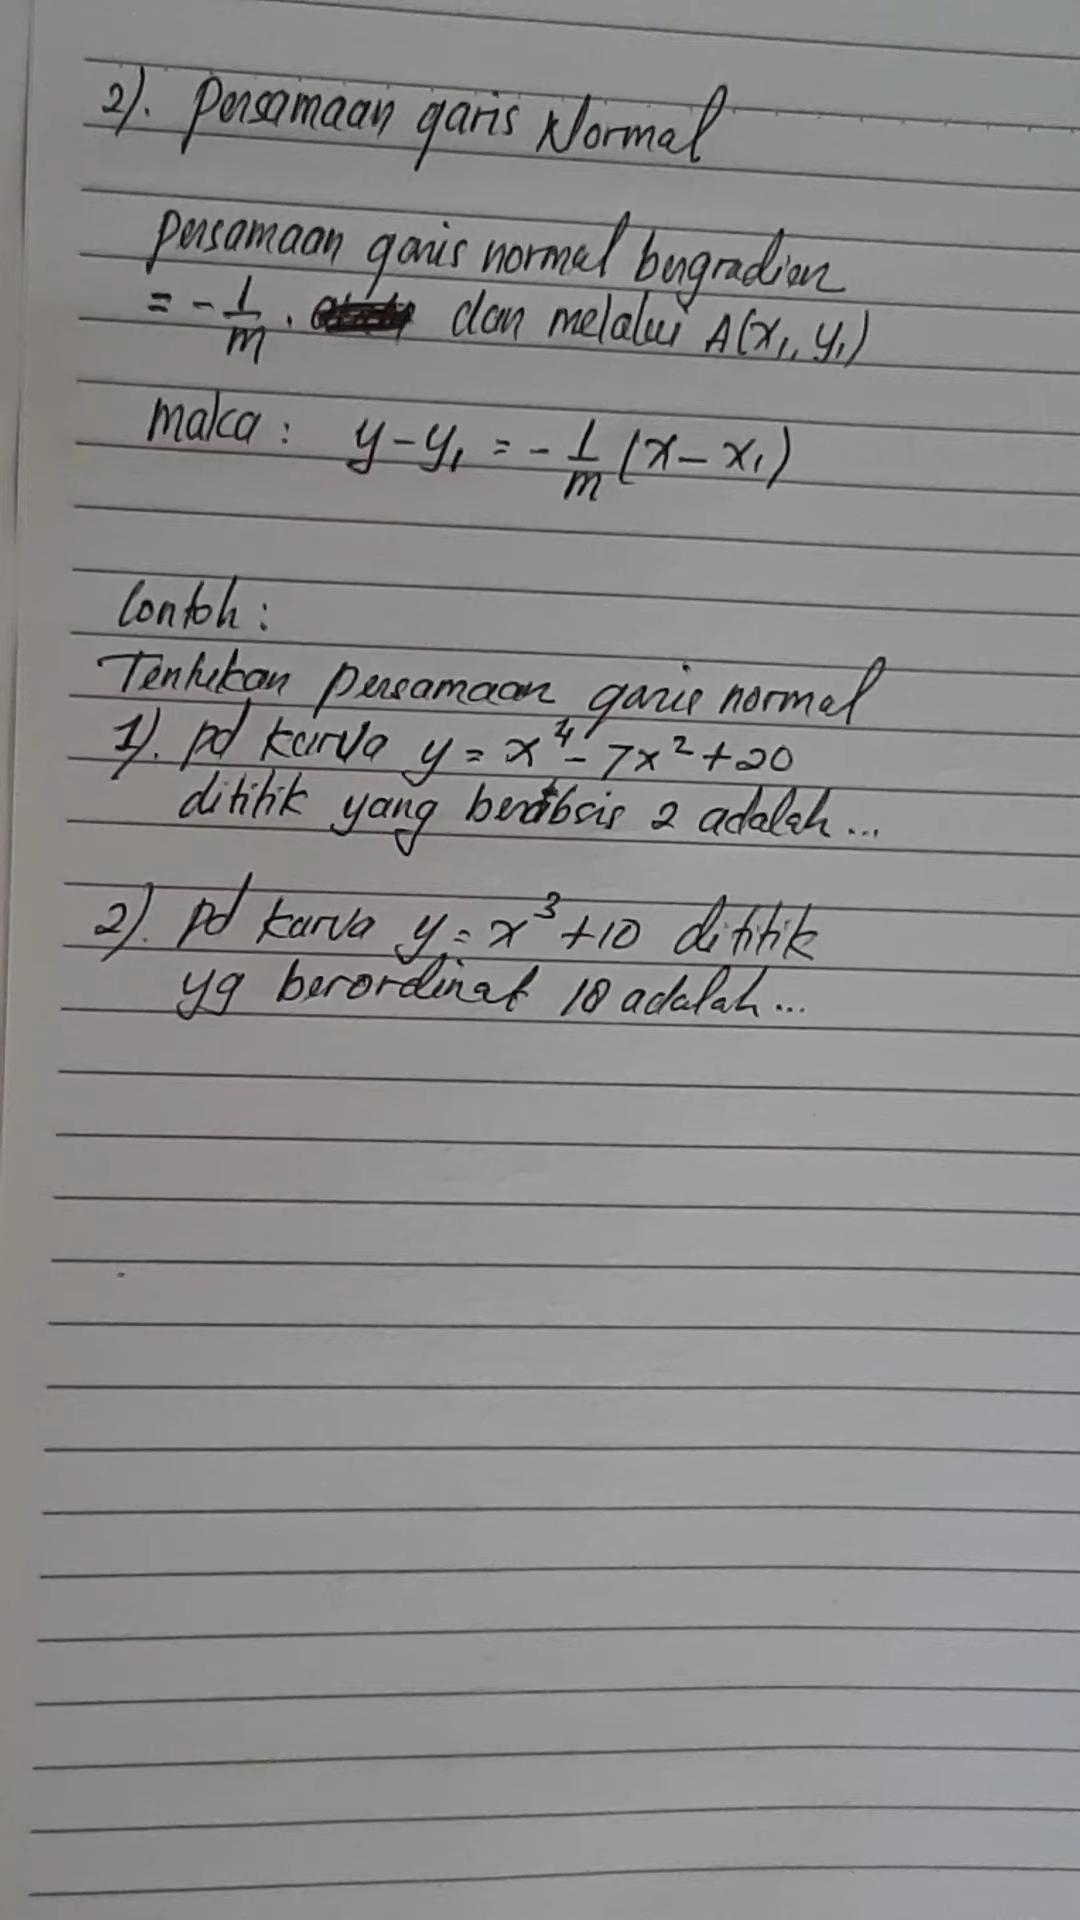 2). Persamaan garis Normal
persamaan garis normal bergradien
= - 1/m . dan melalui A(x₁, y₁)
maka : y - y₁ = - 1/m (x - x₁)
Contoh :
Tentukan persamaan garis normal
1). pd kurva y = x⁴ - 7x² + 20
dititik yang berabsis 2 adalah ...
2). pd kurva y = x³ + 10 dititik
yg berordinat 18 adalah ...